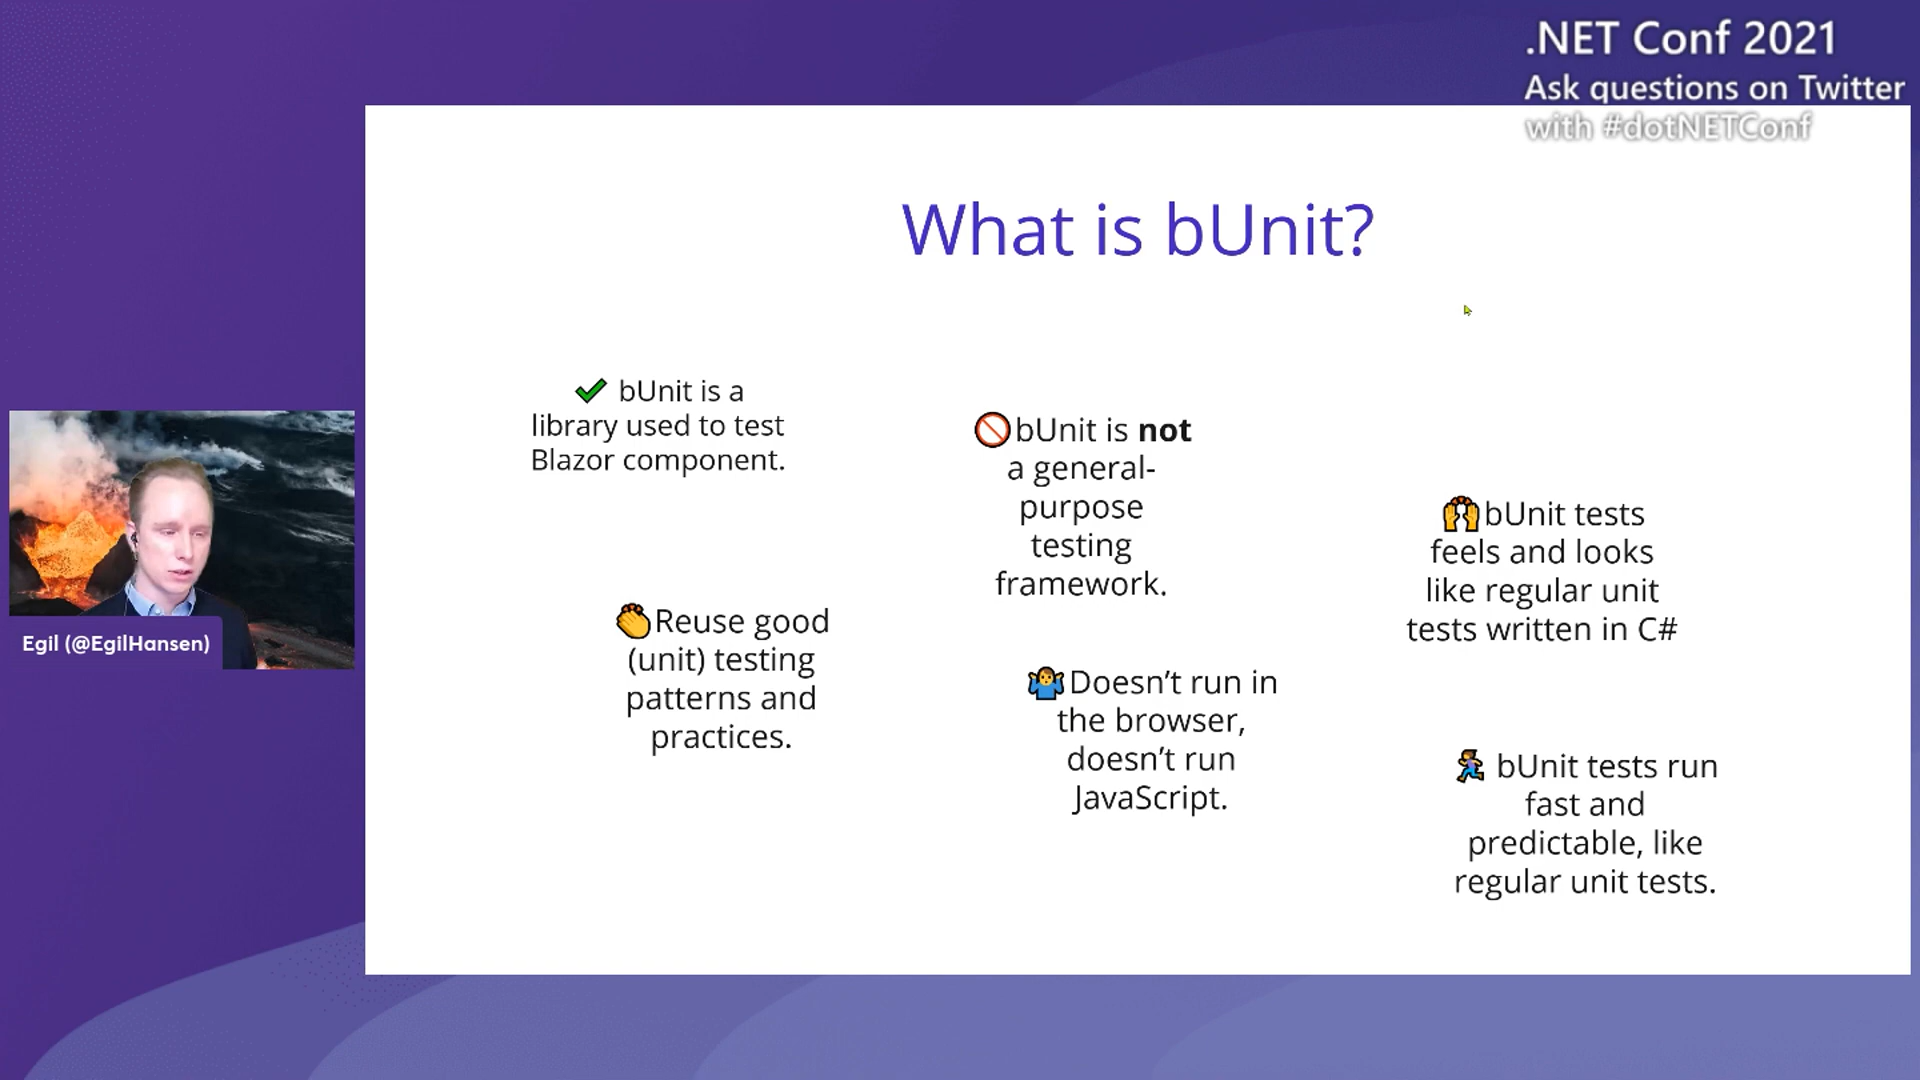 .NET Conf 2021
Ask questions on Twitter
with #dotNETConf
What is bUnit?
bUnit is a
library used to test
Blazor component.
bUnit is not
a general-
purpose
testing
framework.
bUnit tests
feels and looks
like regular unit
tests written in C#
Reuse good
(unit) testing
patterns and
practices.
Doesn’t run in
the browser,
doesn’t run
JavaScript.
bUnit tests run
fast and
predictable, like
regular unit tests.
Egil (@EgilHansen)